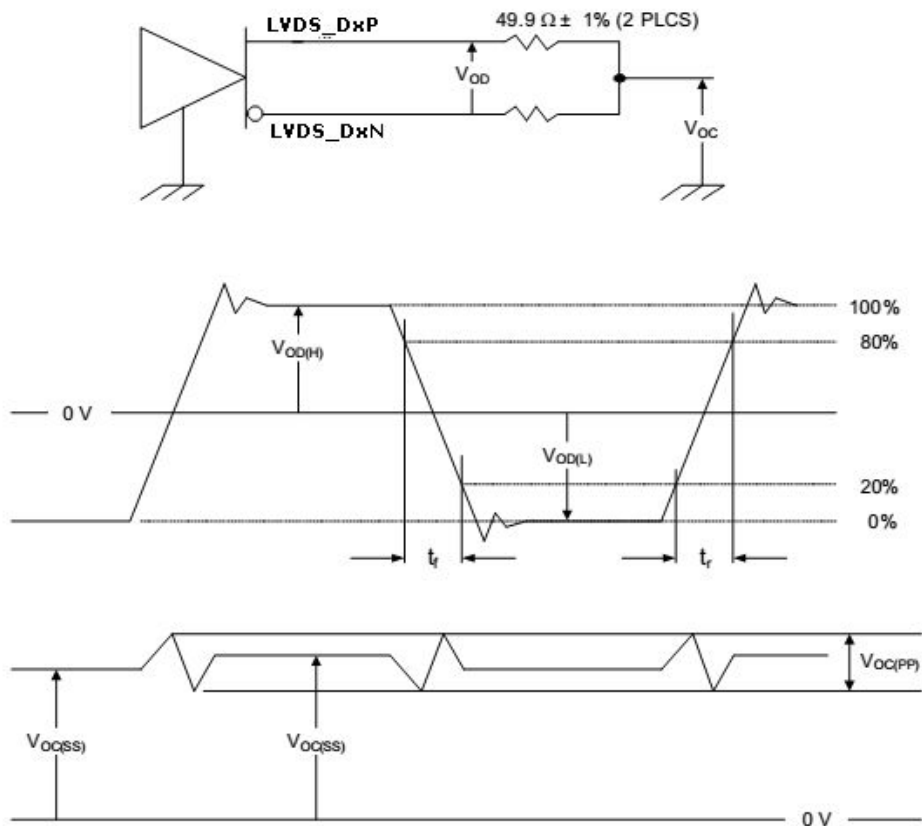 LVDS_DxP
49.9 Ω ± 1% (2 PLCS)
VOD
LVDS_DxN
VOC
100%
80%
VOD(H)
0 V
VOD(L)
20%
0%
tf
tr
VOC(PP)
VOC(SS)
VOC(SS)
0 V